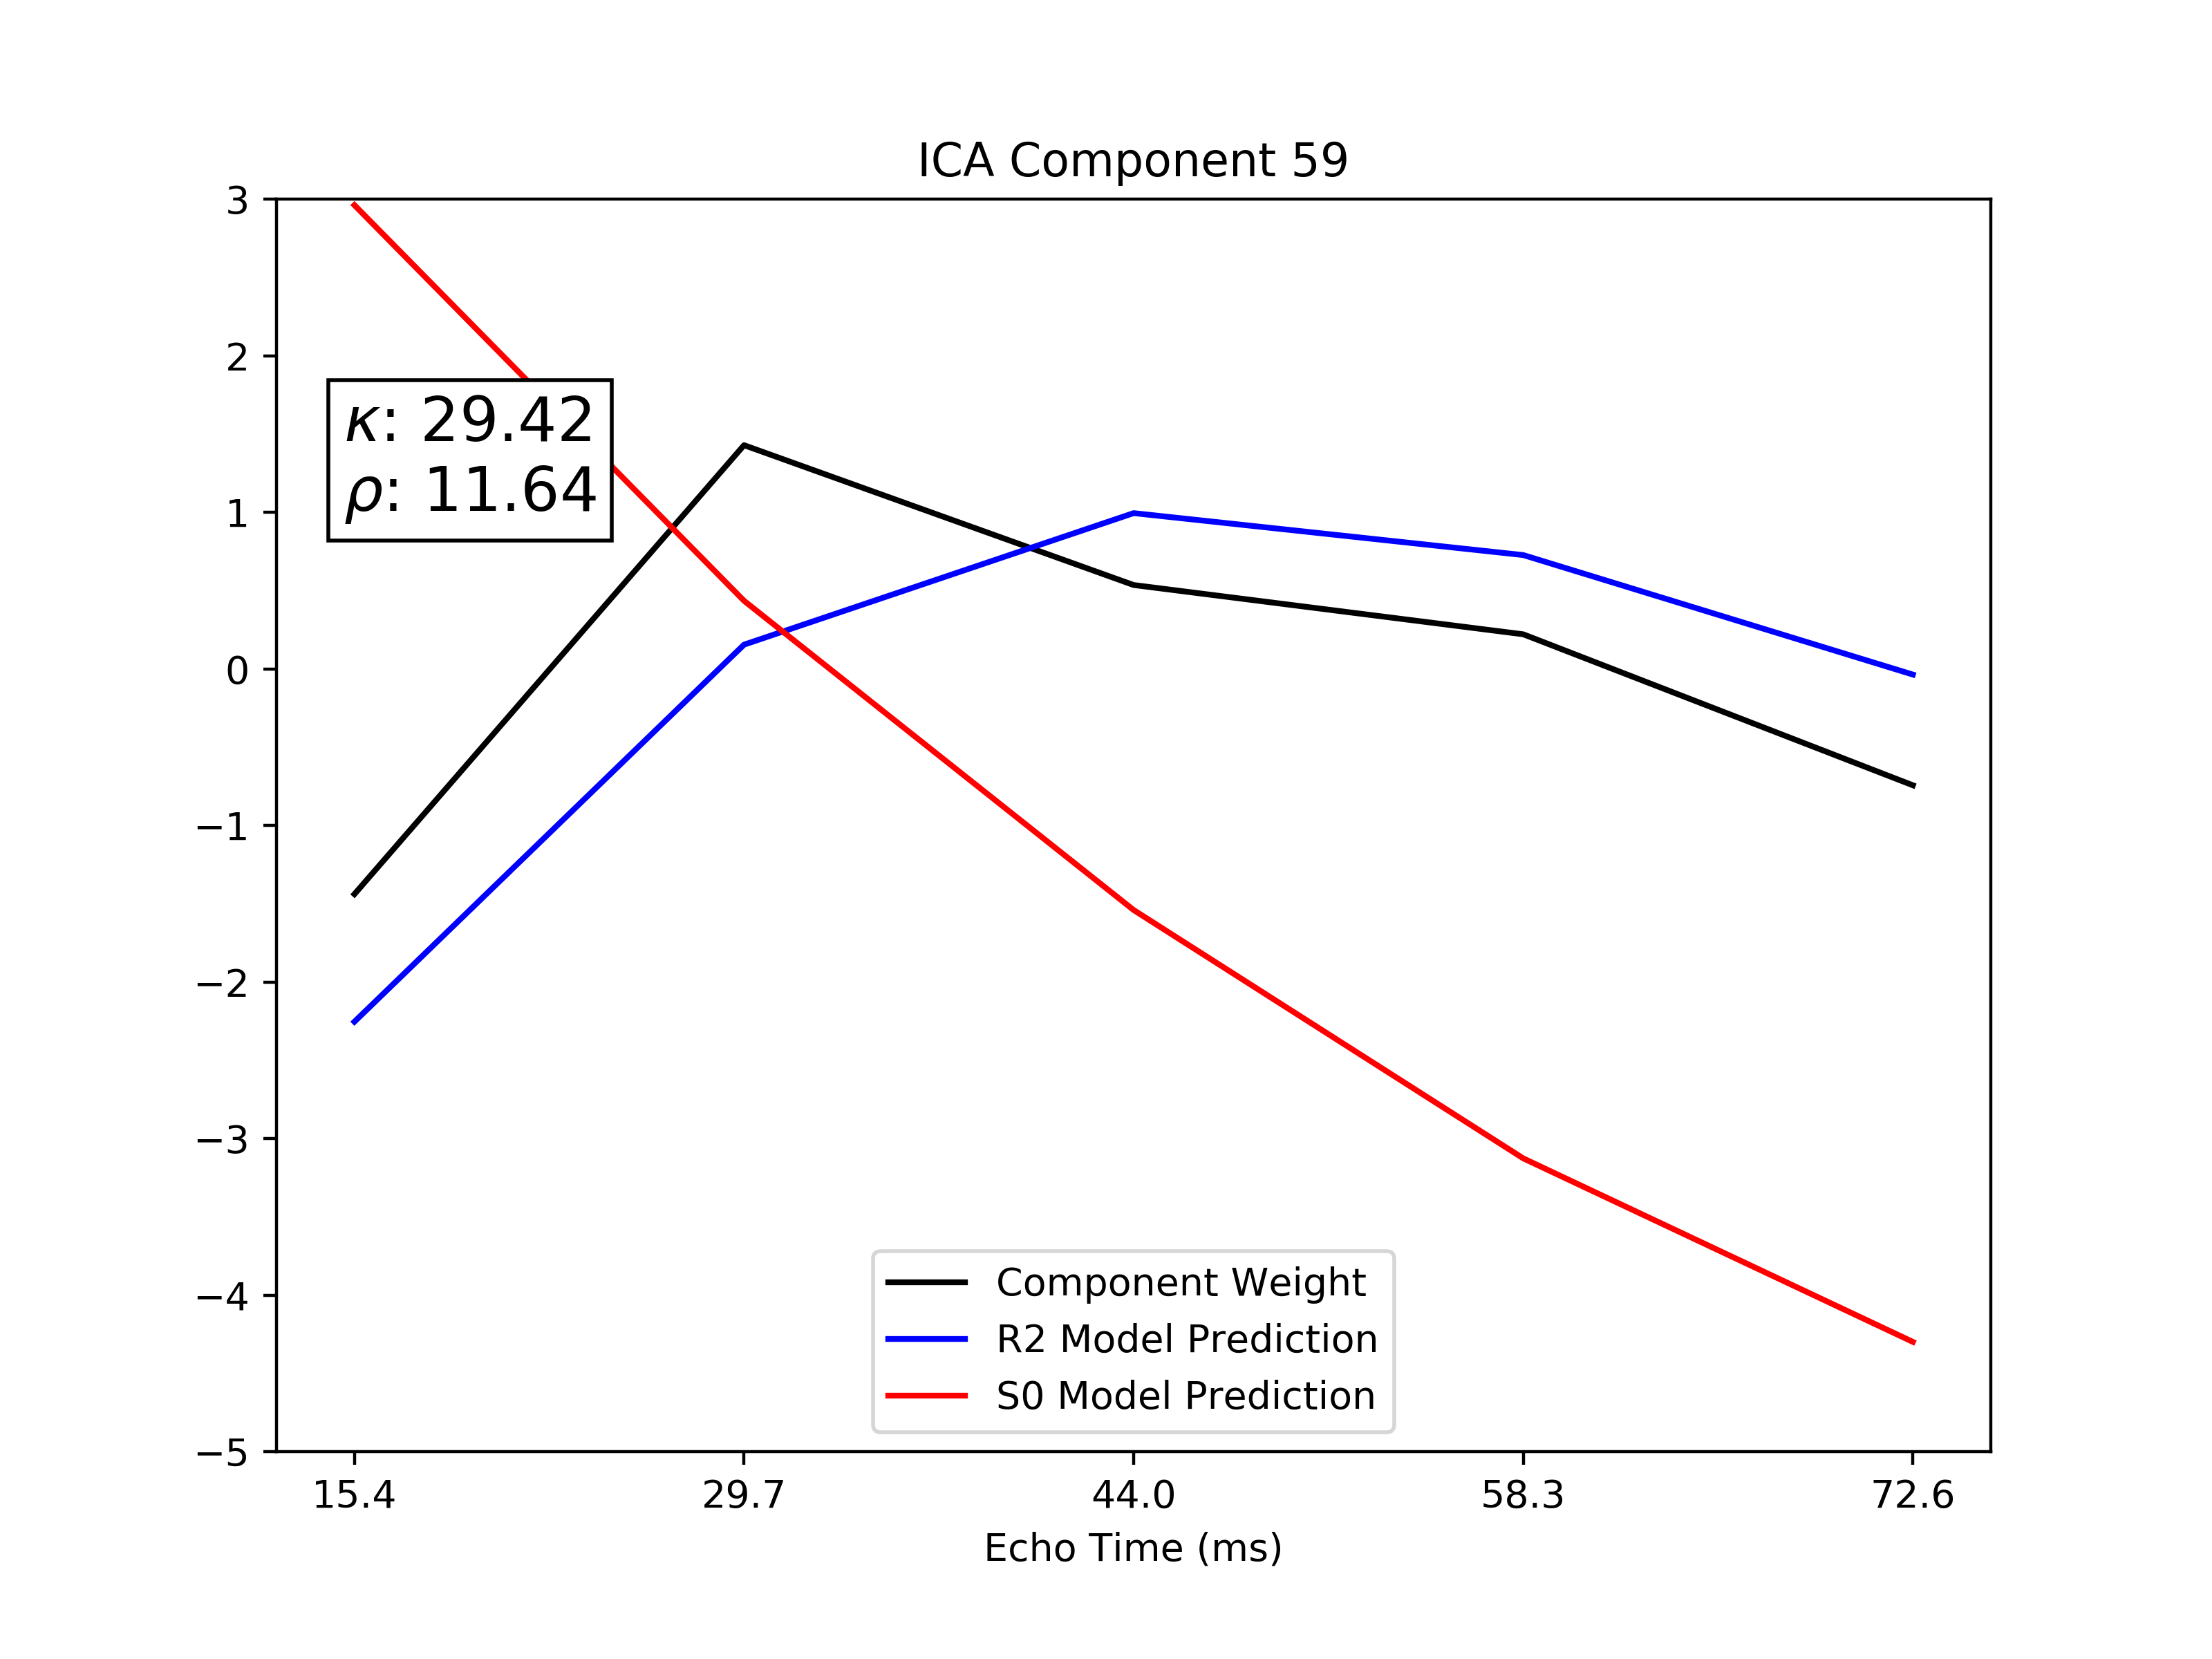 ICA Component 59
3
2
1
0
−1
−2
−3
−4
−5
κ: 29.42
ρ: 11.64
Component Weight
R2 Model Prediction
S0 Model Prediction
15.4 29.7 44.0 58.3 72.6
Echo Time (ms)